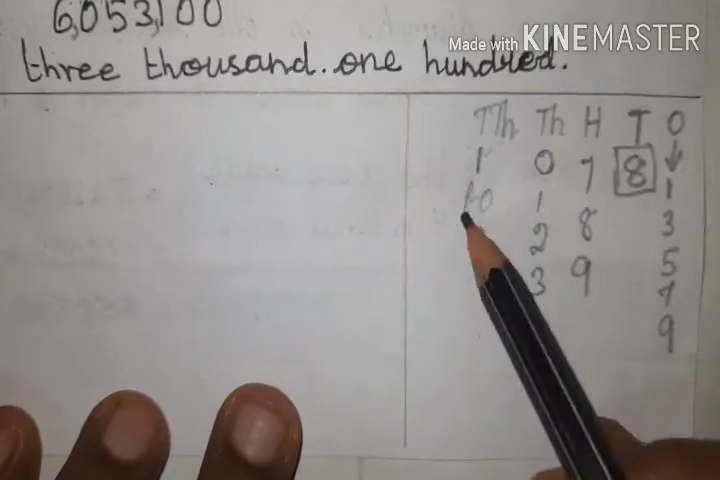 6,053,100
Made with KINEMASTER
three thousand. one hundred.
TTh Th H T O
1 0 7 8 ↓
10 1 8 1
2 9 3
3 5
7
9